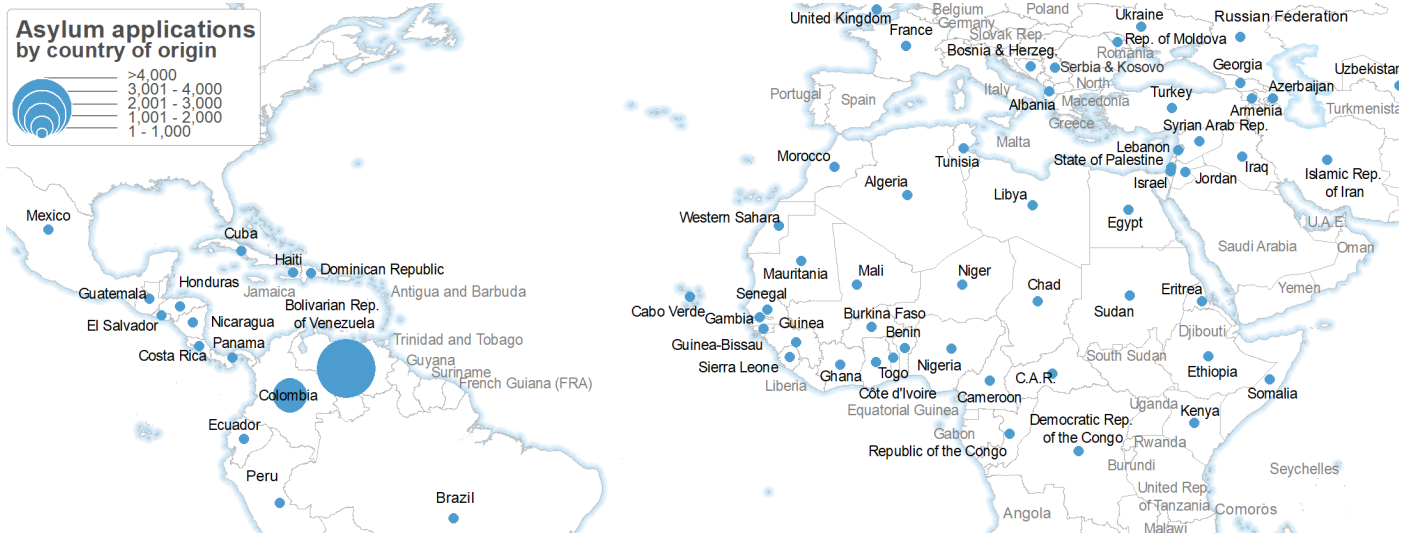 Asylum applications
by country of origin
>4,000
3,001 - 4,000
2,001 - 3,000
1,001 - 2,000
1 - 1,000
United Kingdom
France
Belgium
Germany
Poland
Slovak Rep.
Ukraine
Russian Federation
Rep. of Moldova
Romania
Bosnia & Herzeg.
Serbia & Kosovo
Georgia
Uzbekistan
Portugal
Spain
Italy
North
Macedonia
Albania
Greece
Turkey
Azerbaijan
Armenia
Turkmenista
Malta
Syrian Arab Rep.
Morocco
Tunisia
Lebanon
State of Palestine
Israel
Jordan
Iraq
Islamic Rep.
of Iran
Algeria
Libya
Egypt
Western Sahara
Mexico
Cuba
Haiti
Dominican Republic
Honduras
Guatemala
Jamaica
Antigua and Barbuda
Bolivarian Rep.
of Venezuela
El Salvador
Nicaragua
Panama
Costa Rica
Trinidad and Tobago
Guyana
Suriname
French Guiana (FRA)
Colombia
Ecuador
Peru
Brazil
Mauritania
Mali
Niger
Chad
Sudan
Eritrea
U.A.E.
Saudi Arabia
Oman
Yemen
Senegal
Cabo Verde
Gambia
Guinea
Burkina Faso
Benin
Guinea-Bissau
Sierra Leone
Liberia
Ghana
Togo
Nigeria
Côte d'Ivoire
Cameroon
C.A.R.
South Sudan
Djibouti
Ethiopia
Somalia
Equatorial Guinea
Gabon
Republic of the Congo
Democratic Rep.
of the Congo
Uganda
Kenya
Rwanda
Burundi
United Rep.
of Tanzania
Seychelles
Comoros
Angola
Malawi